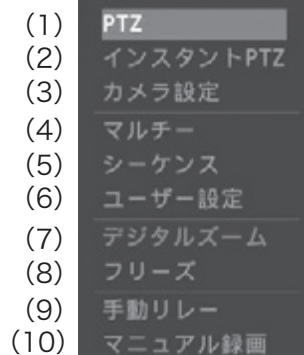 (1) PTZ
(2) インスタントPTZ
(3) カメラ設定
(4) マルチー
(5) シーケンス
(6) ユーザー設定
(7) デジタルズーム
(8) フリーズ
(9) 手動リレー
(10) マニュアル録画